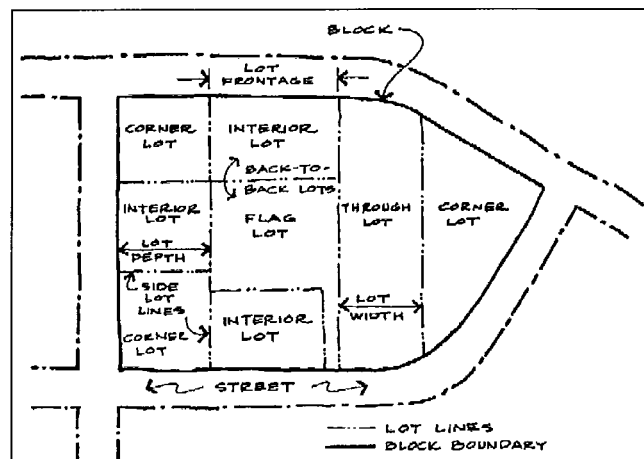 BLOCK
LOT
FRONTAGE
CORNER
LOT
INTERIOR
LOT
BACK-TO-
BACK LOTS
INTERIOR
LOT
FLAG
LOT
THROUGH
LOT
CORNER
LOT
LOT
DEPTH
SIDE
LOT
LINES
LOT
WIDTH
CORNER
LOT
INTERIOR
LOT
STREET
LOT LINES
BLOCK BOUNDARY